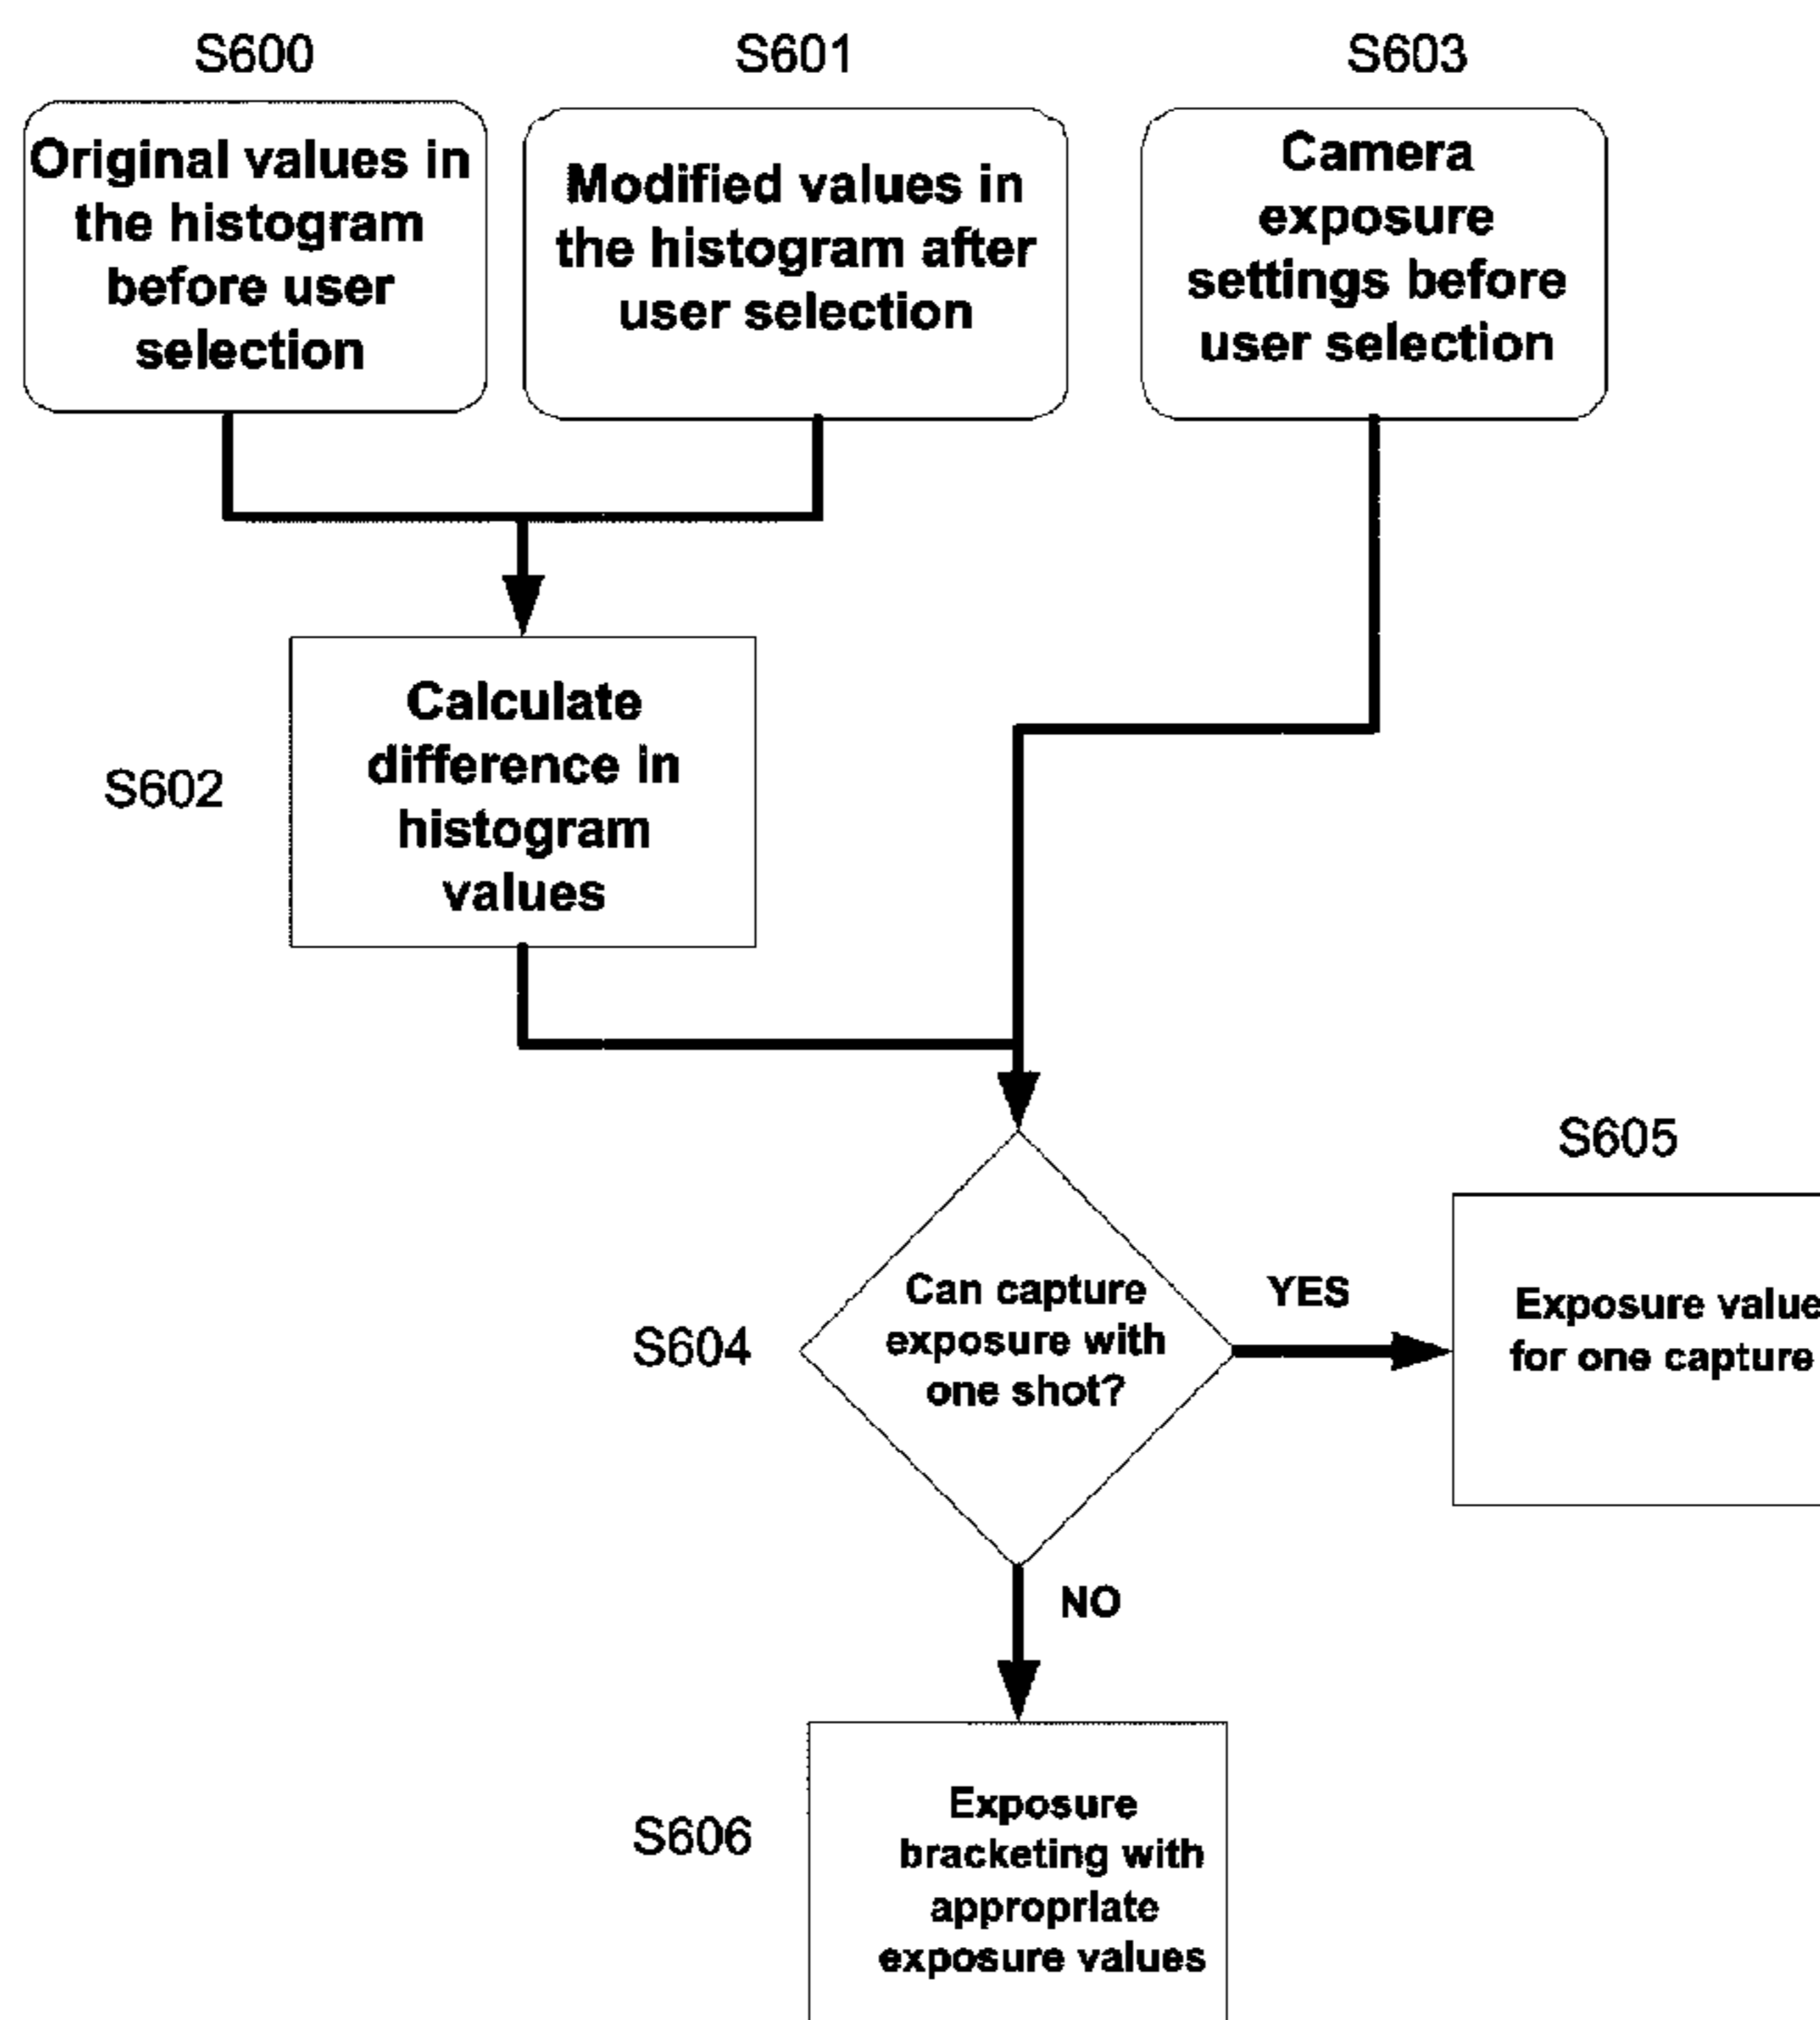 S600
Original values in
the histogram
before user
selection
S601
Modified values in
the histogram after
user selection
S603
Camera
exposure
settings before
user selection
S602
Calculate
difference in
histogram
values
S604
Can capture
exposure with
one shot?
YES
S605
Exposure value
for one capture
NO
S606
Exposure
bracketing with
appropriate
exposure values